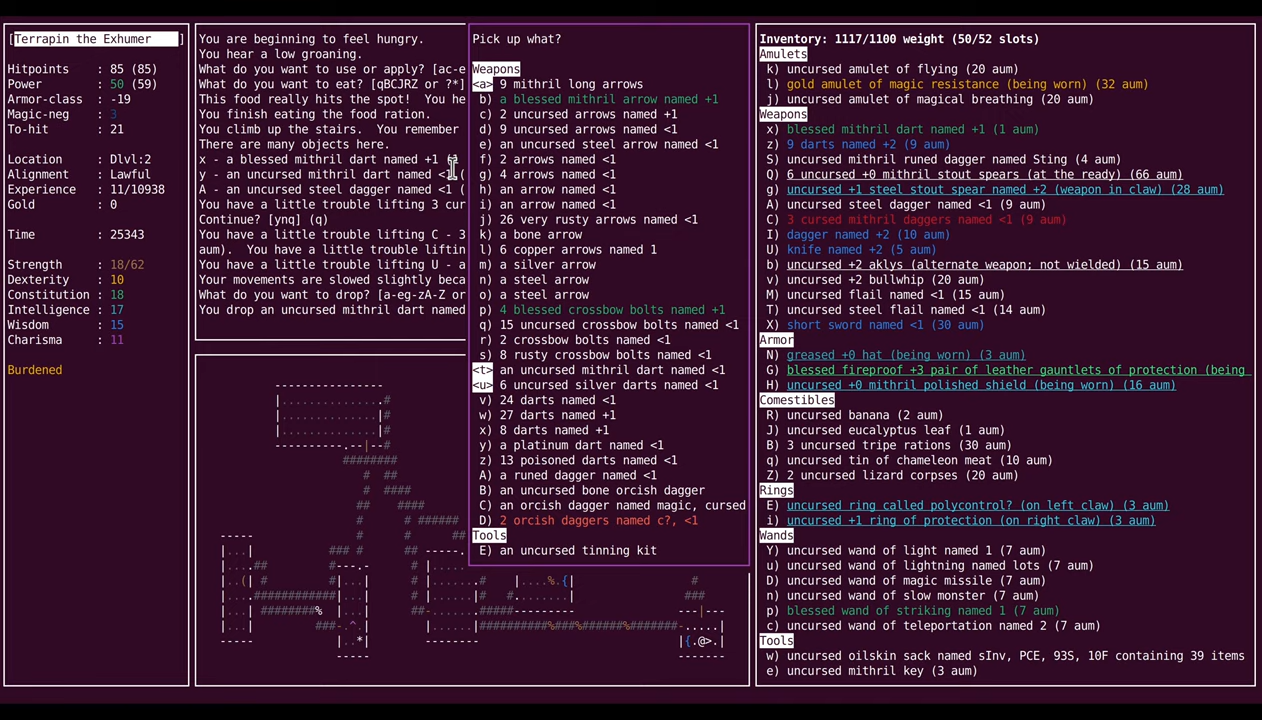 [Terrapin the Exhumer ]
Hitpoints : 85 (85)
Power : 50 (59)
Armor-class : -19
Magic-neg : 3
To-hit : 21
Location : Dlvl:2
Alignment : Lawful
Experience : 11/10938
Gold : 0
Time : 25343
Strength : 18/62
Dexterity : 10
Constitution : 18
Intelligence : 17
Wisdom : 15
Charisma : 11
Burdened
You are beginning to feel hungry.
You hear a low groaning.
What do you want to use or apply? [ac-e
What do you want to eat? [qBCJRZ or ?*]
This food really hits the spot!  You he
You finish eating the food ration.
You climb up the stairs.  You remember
There are many objects here.
x - a blessed mithril dart named +1 (
y - an uncursed mithril dart named <1 (
A - an uncursed steel dagger named <1 (
You have a little trouble lifting 3 cur
Continue? [ynq] (q)
You have a little trouble lifting C - 3
aum).  You have a little trouble liftin
You have a little trouble lifting U - a
Your movements are slowed slightly beca
What do you want to drop? [a-eg-zA-Z or
You drop an uncursed mithril dart named
Pick up what?
Weapons
<a> 9 mithril long arrows
b) a blessed mithril arrow named +1
c) 2 uncursed arrows named +1
d) 9 uncursed arrows named <1
e) an uncursed steel arrow named <1
f) 2 arrows named <1
g) 4 arrows named <1
h) an arrow named <1
i) an arrow named <1
j) 26 very rusty arrows named <1
k) a bone arrow
l) 6 copper arrows named 1
m) a silver arrow
n) a steel arrow
o) a steel arrow
p) 4 blessed crossbow bolts named +1
q) 15 uncursed crossbow bolts named <1
r) 2 crossbow bolts named <1
s) 8 rusty crossbow bolts named <1
<t> an uncursed mithril dart named <1
<u> 6 uncursed silver darts named <1
v) 24 darts named <1
w) 27 darts named +1
x) 8 darts named +1
y) a platinum dart named <1
z) 13 poisoned darts named <1
A) a runed dagger named <1
B) an uncursed bone orcish dagger
C) an orcish dagger named magic, cursed
D) 2 orcish daggers named c?, <1
Tools
E) an uncursed tinning kit
Inventory: 1117/1100 weight (50/52 slots)
Amulets
k) uncursed amulet of flying (20 aum)
l) gold amulet of magic resistance (being worn) (32 aum)
j) uncursed amulet of magical breathing (20 aum)
Weapons
x) blessed mithril dart named +1 (1 aum)
z) 9 darts named +2 (9 aum)
S) uncursed mithril runed dagger named Sting (4 aum)
Q) 6 uncursed +0 mithril stout spears (at the ready) (66 aum)
g) uncursed +1 steel stout spear named +2 (weapon in claw) (28 aum)
A) uncursed steel dagger named <1 (9 aum)
C) 3 cursed mithril daggers named <1 (9 aum)
I) dagger named +2 (10 aum)
U) knife named +2 (5 aum)
b) uncursed +2 aklys (alternate weapon; not wielded) (15 aum)
v) uncursed +2 bullwhip (20 aum)
M) uncursed flail named <1 (15 aum)
T) uncursed steel flail named <1 (14 aum)
X) short sword named <1 (30 aum)
Armor
N) greased +0 hat (being worn) (3 aum)
G) blessed fireproof +3 pair of leather gauntlets of protection (being
H) uncursed +0 mithril polished shield (being worn) (16 aum)
Comestibles
R) uncursed banana (2 aum)
J) uncursed eucalyptus leaf (1 aum)
B) 3 uncursed tripe rations (30 aum)
q) uncursed tin of chameleon meat (10 aum)
Z) 2 uncursed lizard corpses (20 aum)
Rings
E) uncursed ring called polycontrol? (on left claw) (3 aum)
i) uncursed +1 ring of protection (on right claw) (3 aum)
Wands
Y) uncursed wand of light named 1 (7 aum)
u) uncursed wand of lightning named lots (7 aum)
D) uncursed wand of magic missile (7 aum)
n) uncursed wand of slow monster (7 aum)
p) blessed wand of striking named 1 (7 aum)
c) uncursed wand of teleportation named 2 (7 aum)
Tools
w) uncursed oilskin sack named sInv, PCE, 93S, 10F containing 39 items
e) uncursed mithril key (3 aum)